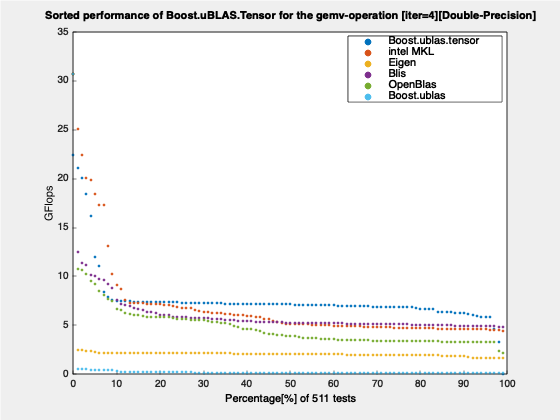 Sorted performance of Boost.uBLAS.Tensor for the gemv-operation [iter=4][Double-Precision]
35
30
25
20
15
10
5
0
GFlops
Boost.ublas.tensor
intel MKL
Eigen
Blis
OpenBlas
Boost.ublas
0 10 20 30 40 50 60 70 80 90 100
Percentage[%] of 511 tests